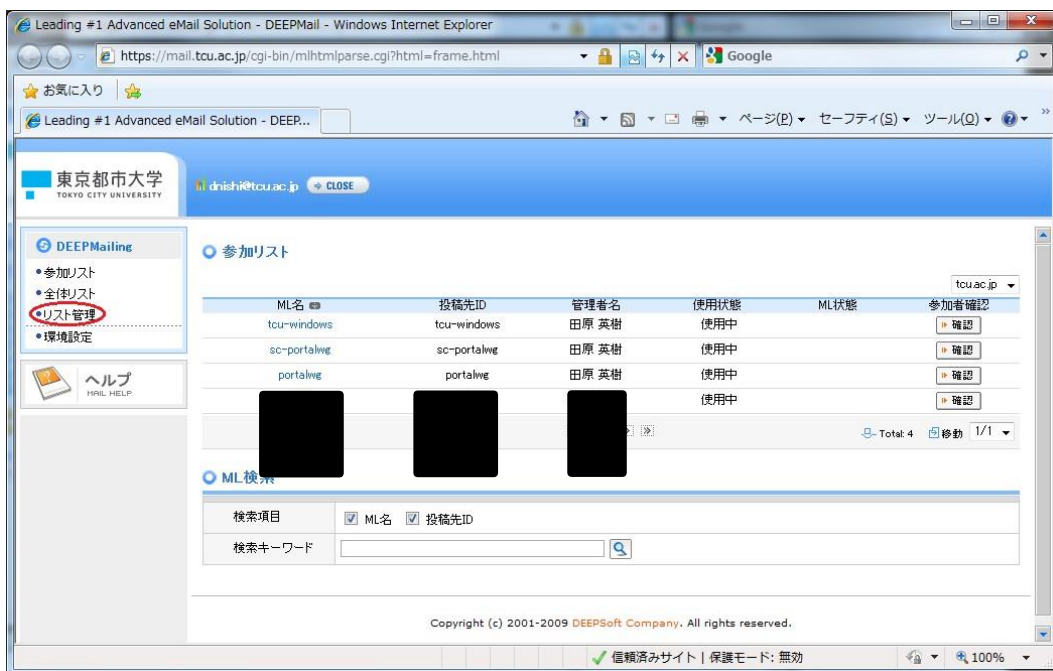 Leading #1 Advanced eMail Solution - DEEPMail - Windows Internet Explorer
https://mail.tcu.ac.jp/cgi-bin/mlhtmlparse.cgi?html=frame.html
Google
お気に入り
Leading #1 Advanced eMail Solution - DEEP...
ページ(P) セーフティ(S) ツール(O)
東京都市大学
TOKYO CITY UNIVERSITY
dnishi@tcu.ac.jp CLOSE
DEEPMailing
参加リスト
全体リスト
リスト管理
環境設定
ヘルプ
MAIL HELP
参加リスト
tcu.ac.jp
ML名 投稿先ID 管理者名 使用状態 ML状態 参加者確認
tcu-windows tcu-windows 田原 英樹 使用中 確認
sc-portalwg sc-portalwg 田原 英樹 使用中 確認
portalwg portalwg 田原 英樹 使用中 確認
使用中 確認
Total: 4 移動 1/1
ML検索
検索項目 ML名 投稿先ID
検索キーワード
Copyright (c) 2001-2009 DEEPSoft Company. All rights reserved.
信頼済みサイト | 保護モード: 無効 100%